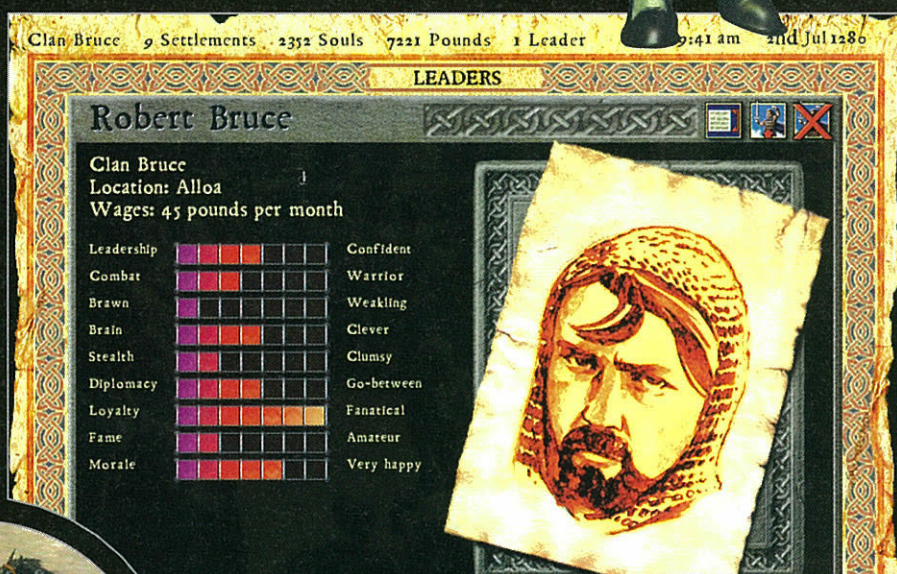 Clan Bruce 9 Settlements 2352 Souls 7221 Pounds 1 Leader 9:41 am 2nd Jul 1280
LEADERS
Robert Bruce
Clan Bruce
Location: Alloa
Wages: 45 pounds per month
Leadership Confident
Combat Warrior
Brawn Weakling
Brain Clever
Stealth Clumsy
Diplomacy Go-between
Loyalty Fanatical
Fame Amateur
Morale Very happy